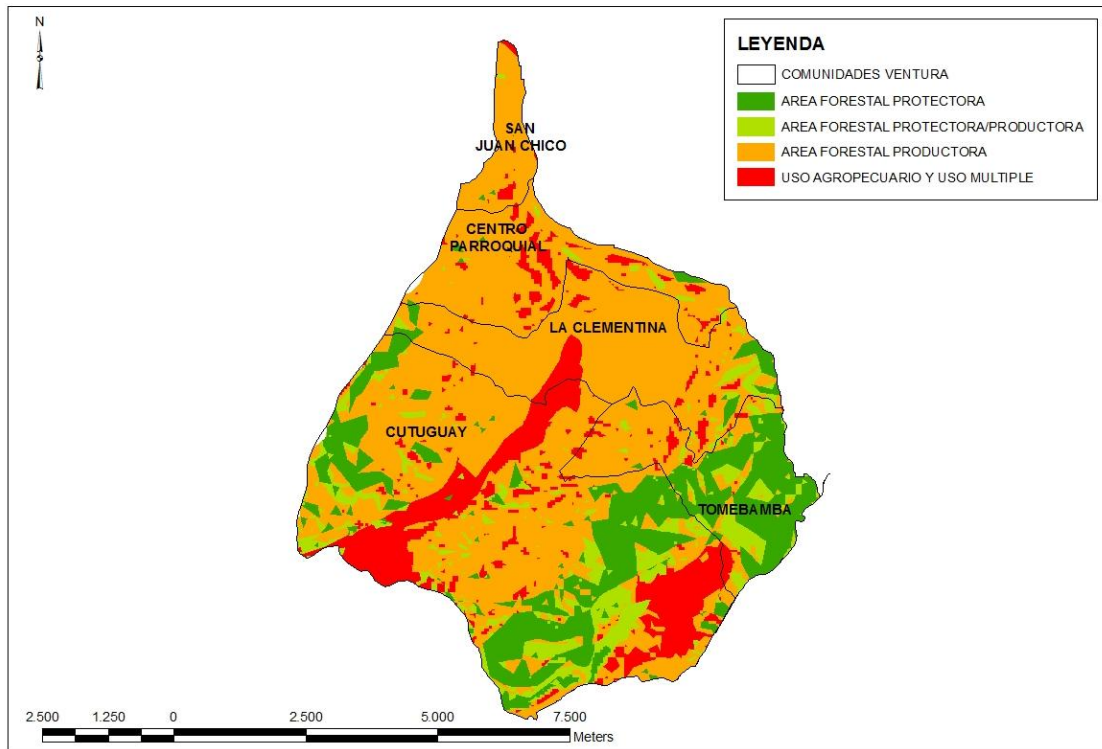 N
LEYENDA
COMUNIDADES VENTURA
AREA FORESTAL PROTECTORA
AREA FORESTAL PROTECTORA/PRODUCTORA
AREA FORESTAL PRODUCTORA
USO AGROPECUARIO Y USO MULTIPLE
SAN
JUAN CHICO
CENTRO
PARROQUIAL
LA CLEMENTINA
CUTUGUAY
TOMEBAMBA
2.500 1.250 0 2.500 5.000 7.500
Meters